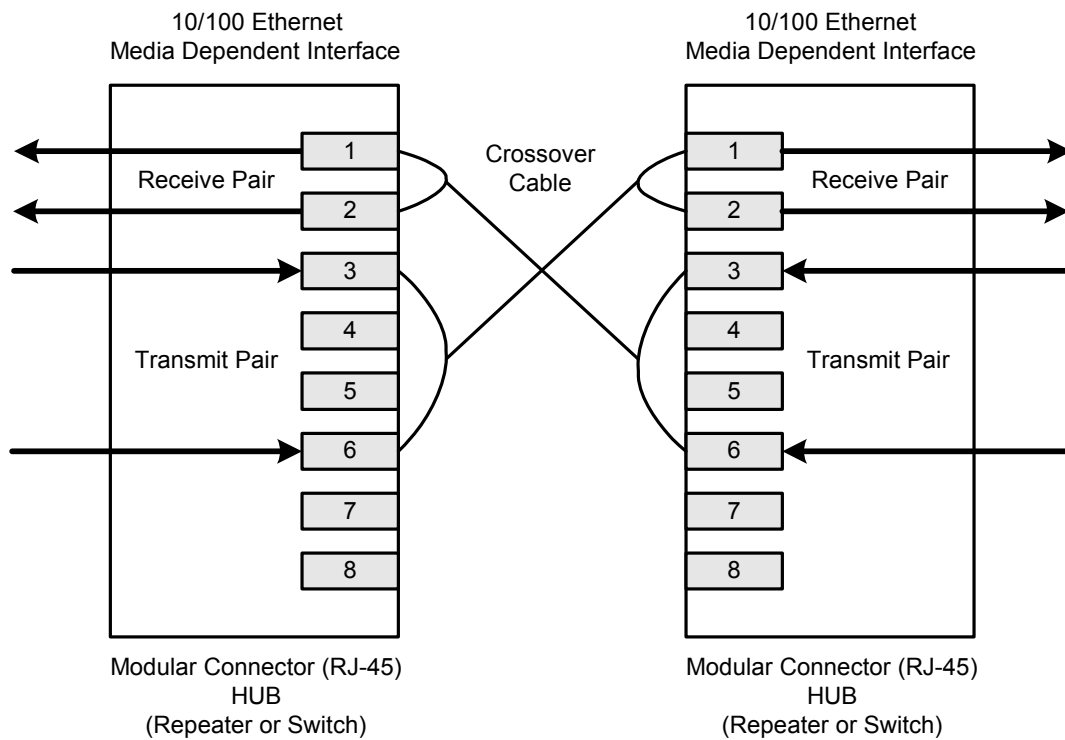 10/100 Ethernet
Media Dependent Interface
10/100 Ethernet
Media Dependent Interface
1
Receive Pair
2
3
4
Transmit Pair
5
6
7
8
Crossover
Cable
1
Receive Pair
2
3
4
Transmit Pair
5
6
7
8
Modular Connector (RJ-45)
HUB
(Repeater or Switch)
Modular Connector (RJ-45)
HUB
(Repeater or Switch)